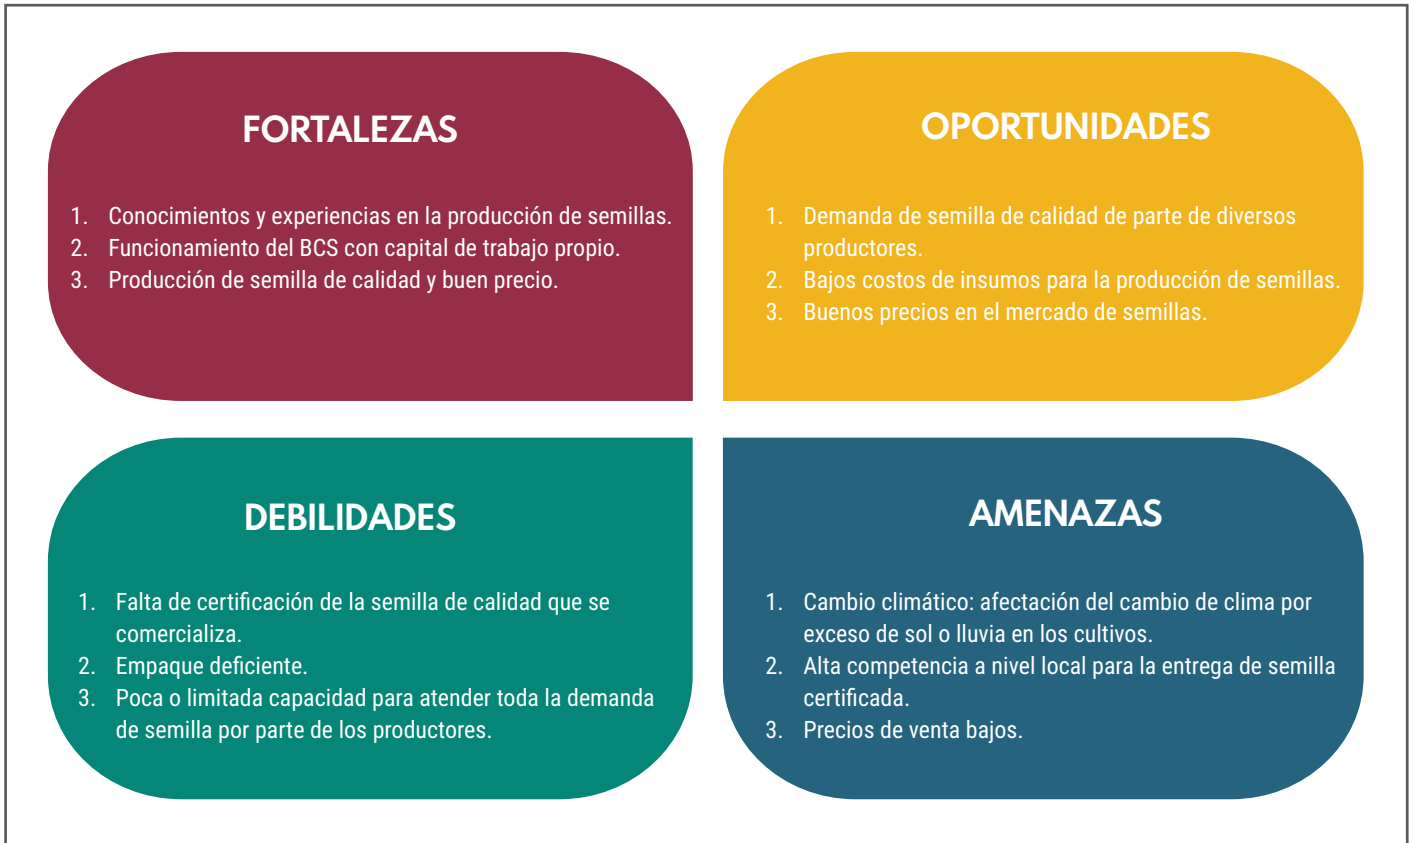 FORTALEZAS
1. Conocimientos y experiencias en la producción de semillas.
2. Funcionamiento del BCS con capital de trabajo propio.
3. Producción de semilla de calidad y buen precio.
OPORTUNIDADES
1. Demanda de semilla de calidad de parte de diversos
productores.
2. Bajos costos de insumos para la producción de semillas.
3. Buenos precios en el mercado de semillas.
DEBILIDADES
1. Falta de certificación de la semilla de calidad que se
comercializa.
2. Empaque deficiente.
3. Poca o limitada capacidad para atender toda la demanda
de semilla por parte de los productores.
AMENAZAS
1. Cambio climático: afectación del cambio de clima por
exceso de sol o lluvia en los cultivos.
2. Alta competencia a nivel local para la entrega de semilla
certificada.
3. Precios de venta bajos.